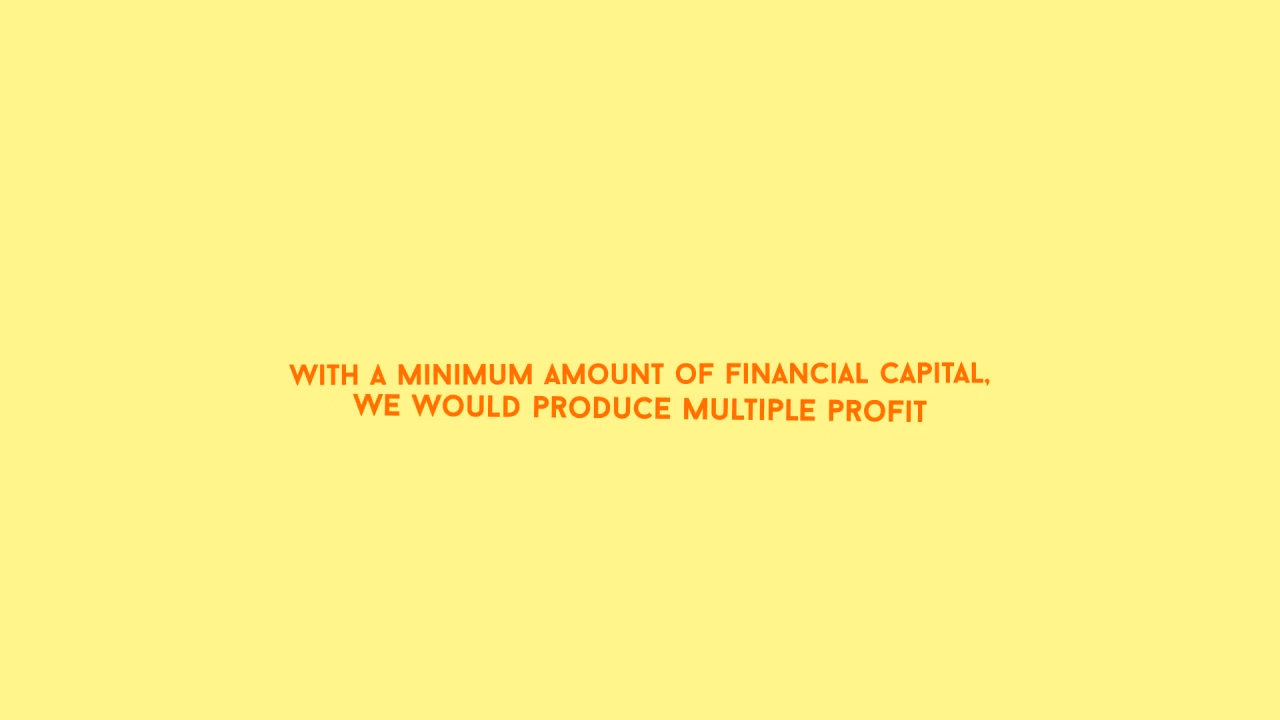 WITH A MINIMUM AMOUNT OF FINANCIAL CAPITAL,
WE WOULD PRODUCE MULTIPLE PROFIT